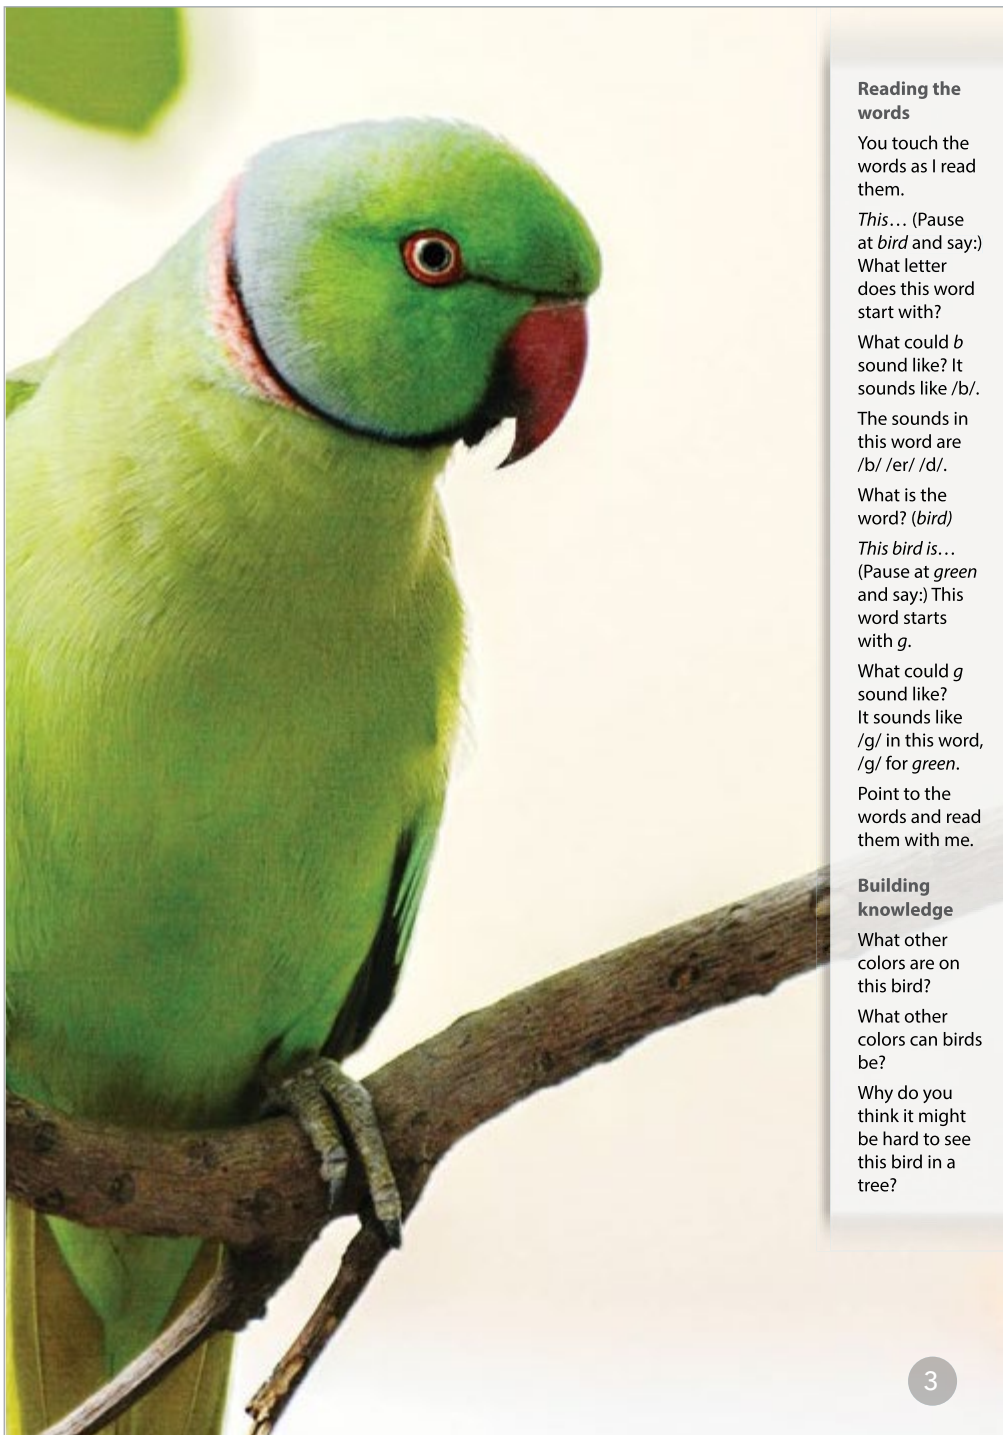 Reading the
words
You touch the
words as I read
them.
This… (Pause
at bird and say:)
What letter
does this word
start with?
What could b
sound like? It
sounds like /b/.
The sounds in
this word are
/b/ /er/ /d/.
What is the
word? (bird)
This bird is…
(Pause at green
and say:) This
word starts
with g.
What could g
sound like?
It sounds like
/g/ in this word,
/g/ for green.
Point to the
words and read
them with me.
Building
knowledge
What other
colors are on
this bird?
What other
colors can birds
be?
Why do you
think it might
be hard to see
this bird in a
tree?
3